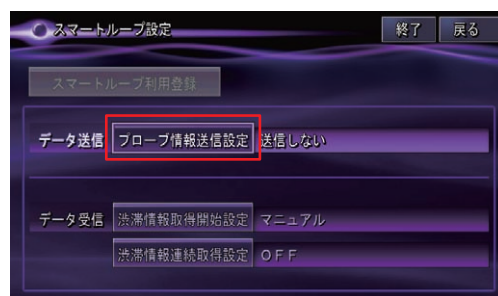 スマートループ設定 終了 戻る
スマートループ利用登録
データ送信 プローブ情報送信設定 送信しない
データ受信 渋滞情報取得開始設定 マニュアル
渋滞情報連続取得設定 OFF